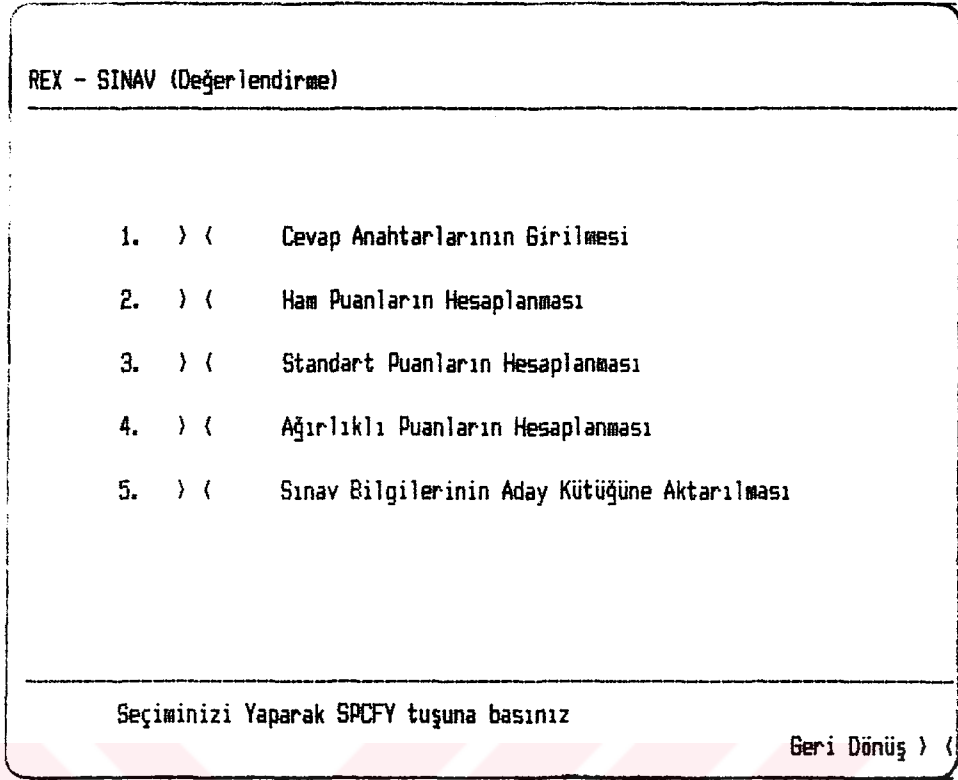 REX - SINAV (Değerlendirme)
1. > < Cevap Anahtarlarının Girilmesi
2. > < Ham Puanların Hesaplanması
3. > < Standart Puanların Hesaplanması
4. > < Ağırlıklı Puanların Hesaplanması
5. > < Sınav Bilgilerinin Aday Kütüğüne Aktarılması
Seçiminizi Yaparak SPCFY tuşuna basınız
Geri Dönüş > <